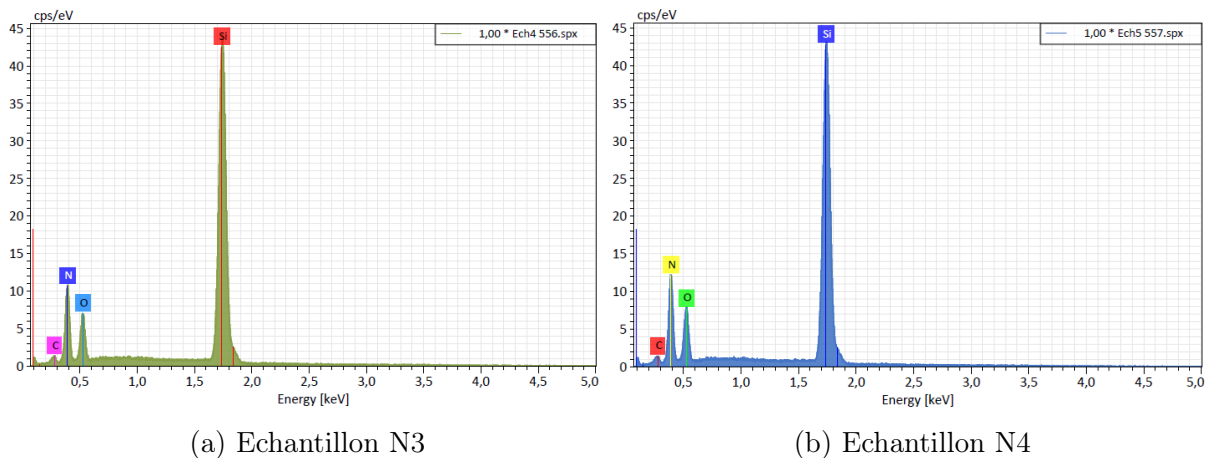 cps/eV
1,00 * Ech4 556.spx
45
40
35
30
25
20
15
10
5
0
Si
N
O
C
0,5 1,0 1,5 2,0 2,5 3,0 3,5 4,0 4,5 5,0
Energy [keV]
(a) Echantillon N3
cps/eV
1,00 * Ech5 557.spx
45
40
35
30
25
20
15
10
5
0
Si
N
O
C
0,5 1,0 1,5 2,0 2,5 3,0 3,5 4,0 4,5 5,0
Energy [keV]
(b) Echantillon N4